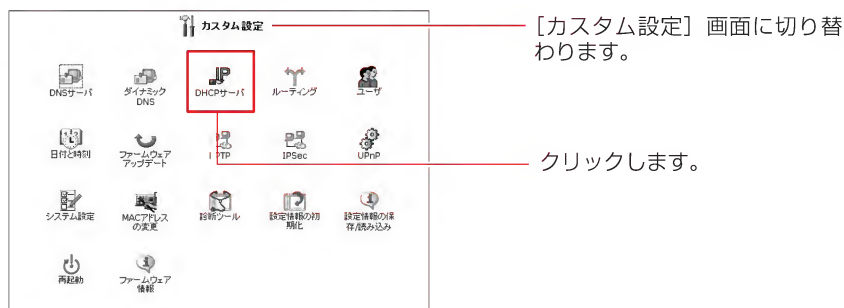 カスタム設定
[カスタム設定] 画面に切り替
わります。
DNSサーバ
ダイナミック
DNS
DHCPサーバ
ルーティング
ユーザ
クリックします。
日付と時刻
ファームウェア
アップデート
PPTP
IPSec
UPnP
システム設定
MACアドレス
の変更
診断ツール
設定情報の初
期化
設定情報の保
存/読み込み
再起動
ファームウェア
情報